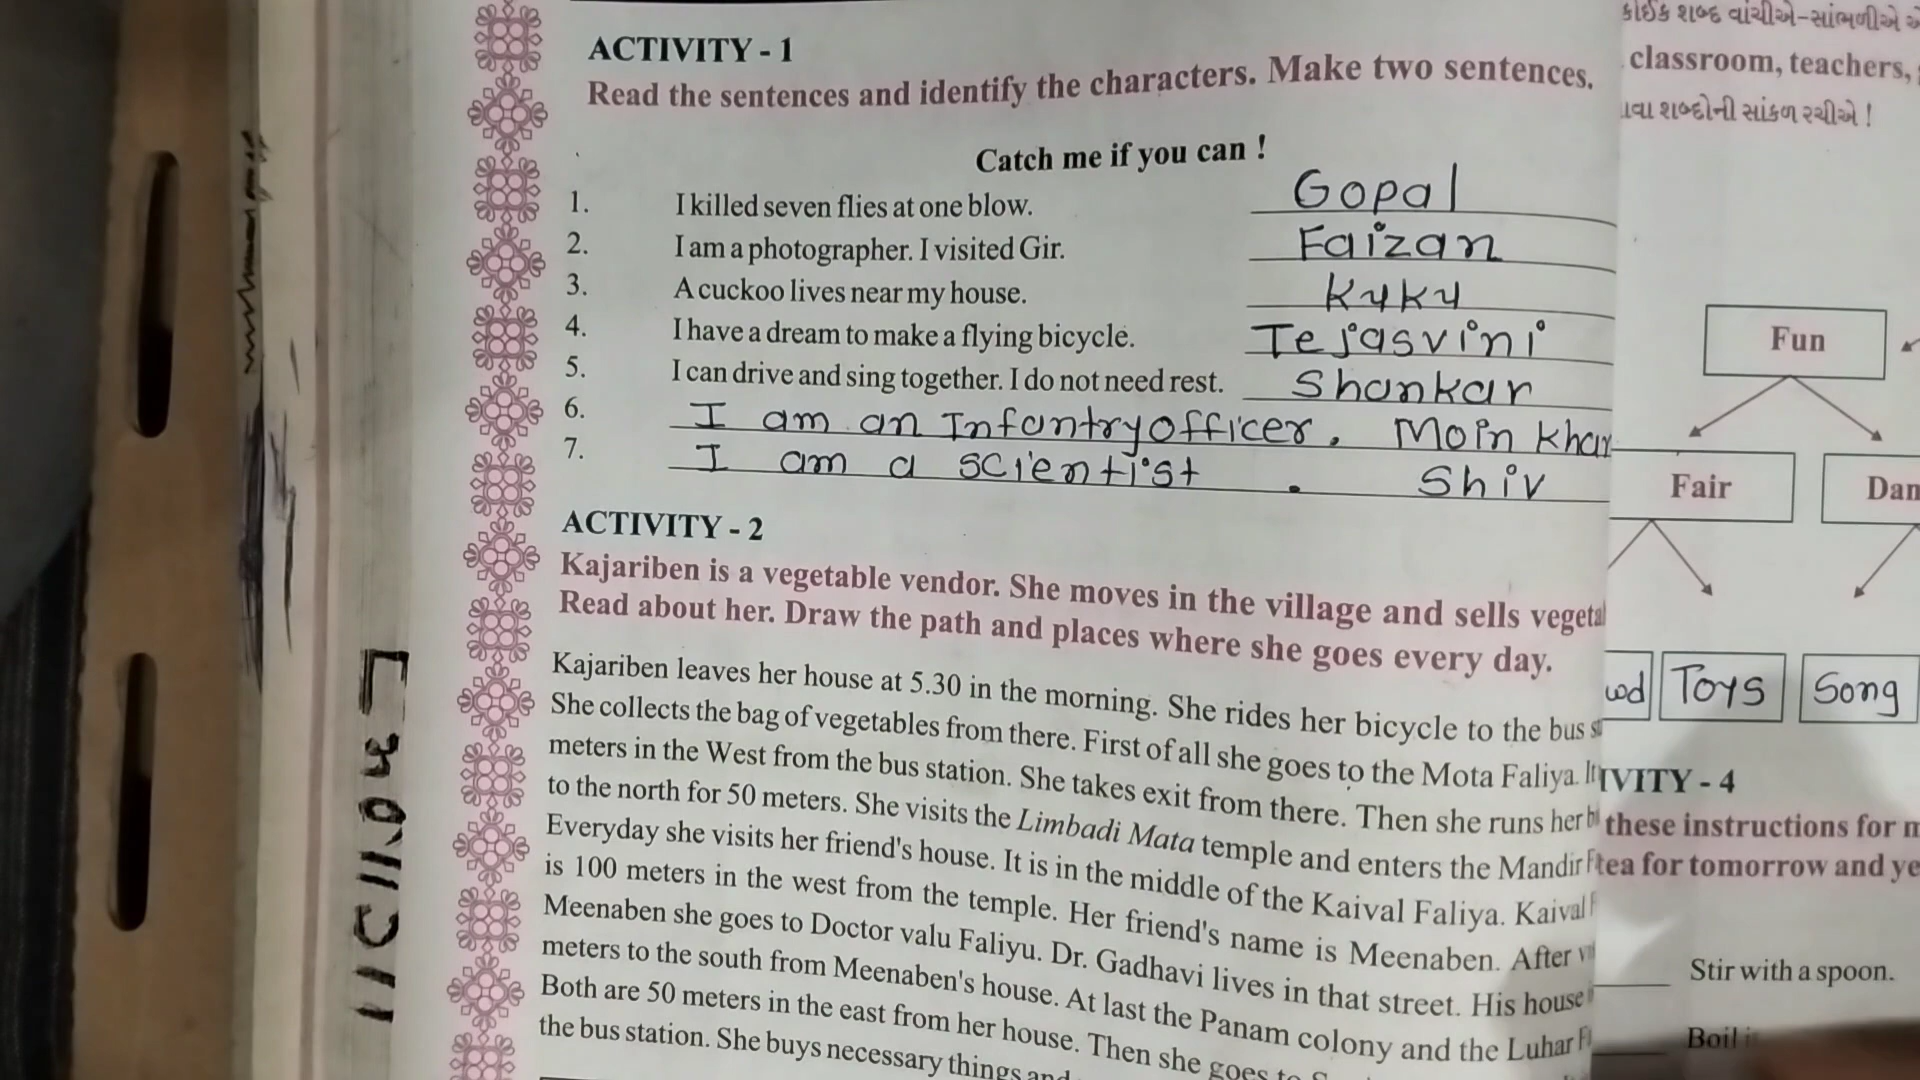 ACTIVITY - 1
Read the sentences and identify the characters. Make two sentences.
Catch me if you can !
1. I killed seven flies at one blow. Gopal
2. I am a photographer. I visited Gir. Faizan
3. A cuckoo lives near my house. Kuku
4. I have a dream to make a flying bicycle. Tejasvini
5. I can drive and sing together. I do not need rest. Shankar
6. I am an Infantry officer. Moin Khan
7. I am a scientist . Shiv
ACTIVITY - 2
Kajariben is a vegetable vendor. She moves in the village and sells
Read about her. Draw the path and places where she goes every day.
Kajariben leaves her house at 5.30 in the morning. She rides her bicycle to the bus
She collects the bag of vegetables from there. First of all she goes to the Mota Faliya. It
meters in the West from the bus station. She takes exit from there. Then she runs her
to the north for 50 meters. She visits the Limbadi Mata temple and enters the Mandir
Everyday she visits her friend's house. It is in the middle of the Kaival Faliya. Kaival
is 100 meters in the west from the temple. Her friend's name is Meenaben. After
Meenaben she goes to Doctor valu Faliyu. Dr. Gadhavi lives in that street. His house
meters to the south from Meenaben's house. At last the Panam colony and the Luhar
Both are 50 meters in the east from her house. Then she goes to
the bus station. She buys necessary things and
કોઈક શબ્દ વાંચીએ-સાંભળીએ
classroom, teachers,
શબ્દોની સાંકળ રચીએ !
Fun
Fair
Toys
Song
IVITY - 4
these instructions for
tea for tomorrow and
Stir with a spoon.
Boil